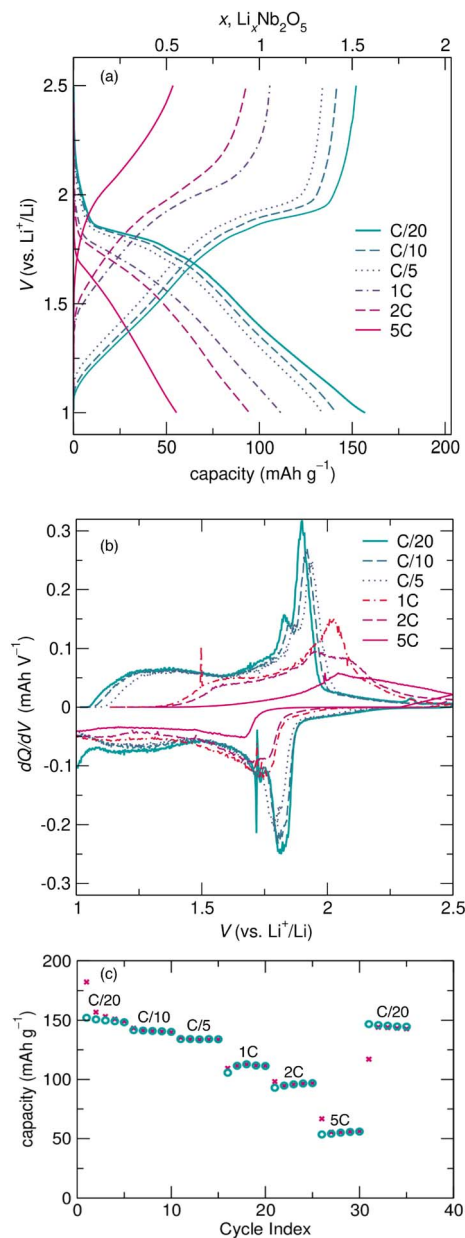 x, LixNb2O5
0 0.5 1 1.5 2
(a)
2.5
2
1.5
1
V (vs. Li+/Li)
C/20
C/10
C/5
1C
2C
5C
0 50 100 150 200
capacity (mAh g−1)
(b)
0.3
0.2
0.1
0
-0.1
-0.2
-0.3
dQ/dV (mAh V−1)
C/20
C/10
C/5
1C
2C
5C
1 1.5 2 2.5
V (vs. Li+/Li)
200
150
100
50
0
capacity (mAh g−1)
C/20
C/10
C/5
1C
2C
5C
C/20
(c)
0 10 20 30 40
Cycle Index